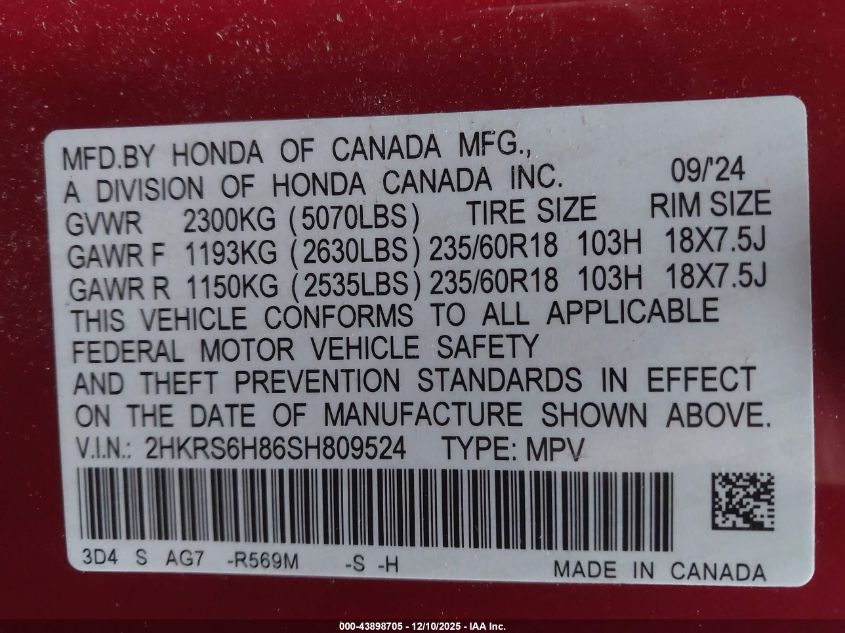 MFD.BY HONDA OF CANADA MFG.,
A DIVISION OF HONDA CANADA INC. 09/'24
GVWR 2300KG (5070LBS) TIRE SIZE RIM SIZE
GAWR F 1193KG (2630LBS) 235/60R18 103H 18X7.5J
GAWR R 1150KG (2535LBS) 235/60R18 103H 18X7.5J
THIS VEHICLE CONFORMS TO ALL APPLICABLE
FEDERAL MOTOR VEHICLE SAFETY
AND THEFT PREVENTION STANDARDS IN EFFECT
ON THE DATE OF MANUFACTURE SHOWN ABOVE.
V.I.N.: 2HKRS6H86SH809524 TYPE: MPV
3D4 S AG7 -R569M -S -H
MADE IN CANADA
000-43898705 - 12/10/2025 - IAA Inc.